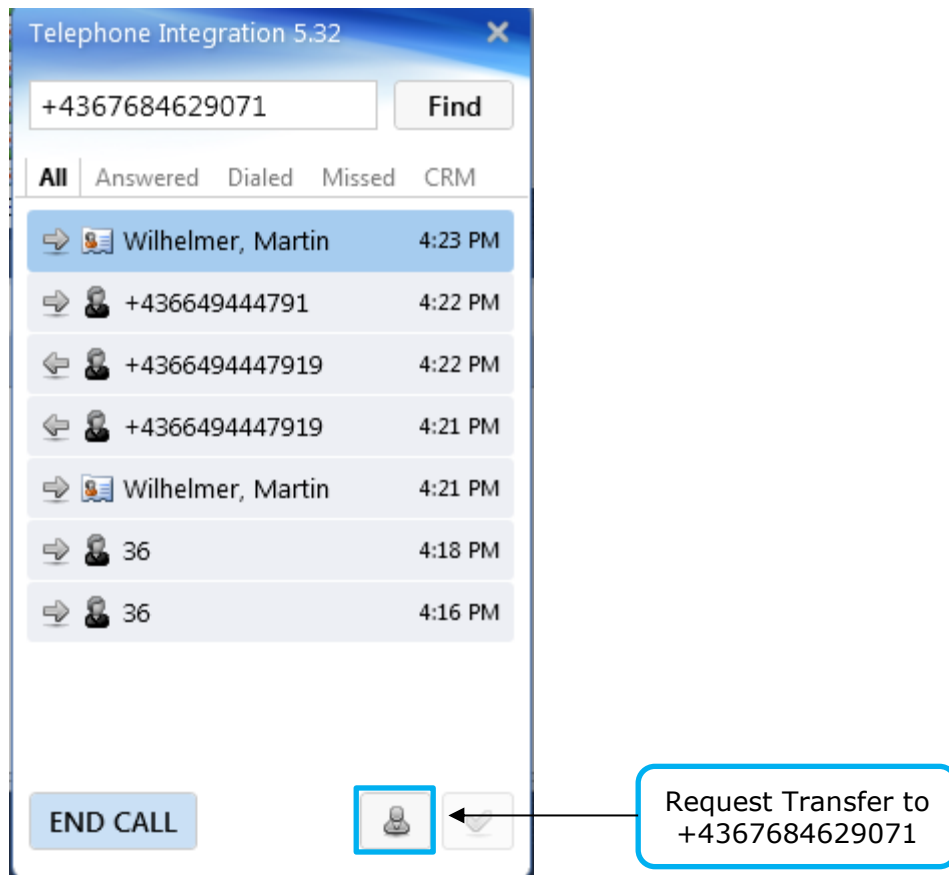 Telephone Integration 5.32
+4367684629071 Find
All Answered Dialed Missed CRM
Wilhelmer, Martin 4:23 PM
+436649444791 4:22 PM
+4366494447919 4:22 PM
+4366494447919 4:21 PM
Wilhelmer, Martin 4:21 PM
36 4:18 PM
36 4:16 PM
END CALL
Request Transfer to
+4367684629071